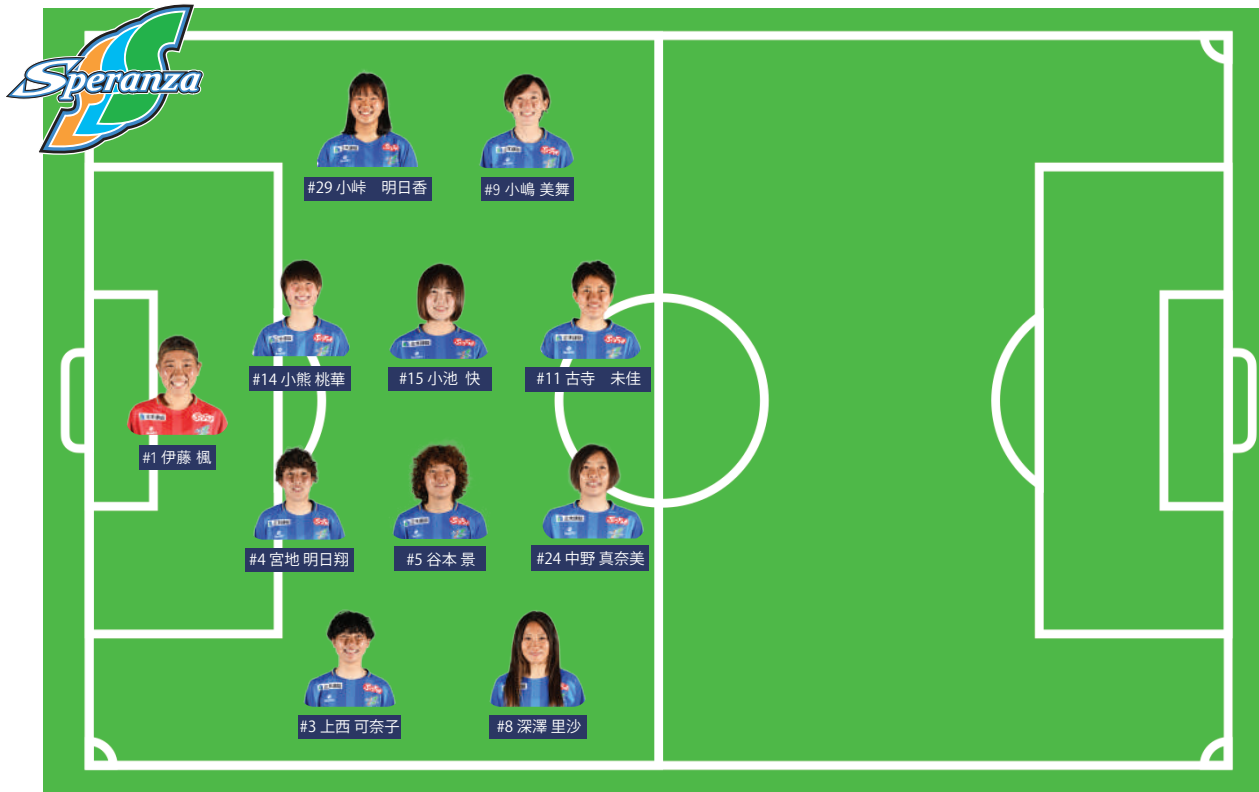 Speranza
#29 小峠　明日香
#9 小嶋 美舞
#14 小熊 桃華
#15 小池 快
#11 古寺　未佳
#1 伊藤 楓
#4 宮地 明日翔
#5 谷本 景
#24 中野 真奈美
#3 上西 可奈子
#8 深澤 里沙